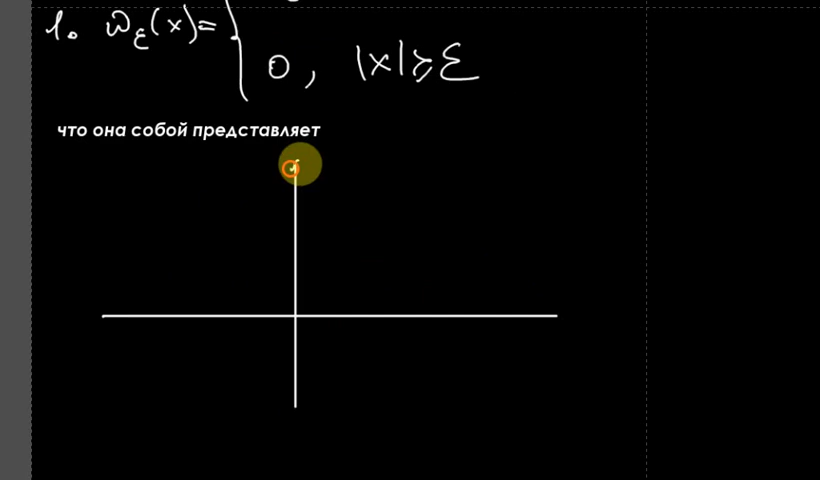 1. ω_ε(x)= {
0, |x|⩾ε
что она собой представляет